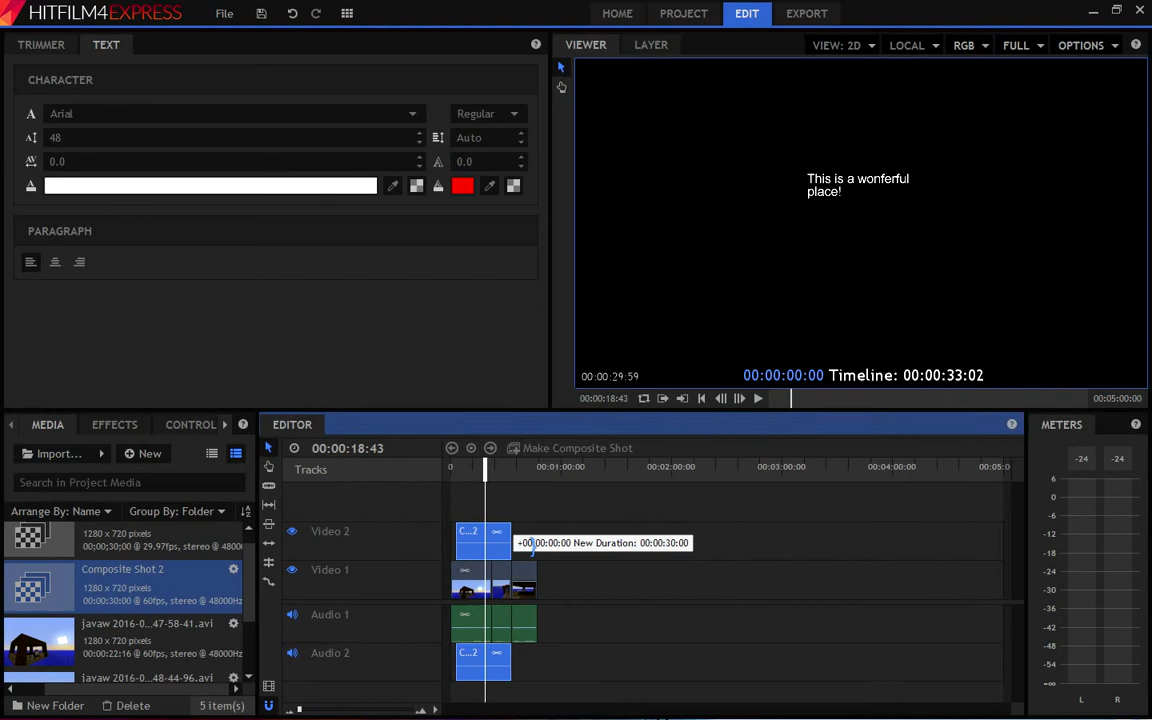 HITFILM4EXPRESS
File
HOME
PROJECT
EDIT
EXPORT
TRIMMER
TEXT
VIEWER
LAYER
VIEW: 2D
LOCAL
RGB
FULL
OPTIONS
CHARACTER
Arial
Regular
48
Auto
0.0
0.0
PARAGRAPH
This is a wonferful
place!
00:00:29:59
00:00:00:00 Timeline: 00:00:33:02
00:00:18:43
00:05:00:00
MEDIA
EFFECTS
CONTROL
EDITOR
METERS
Import...
New
00:00:18:43
Make Composite Shot
-24
-24
Search in Project Media
Tracks
0
00:01:00:00
00:02:00:00
00:03:00:00
00:04:00:00
00:05:0
Arrange By: Name
Group By: Folder
1280 x 720 pixels
00;00;30;00 @ 29.97fps, stereo @ 4800
Composite Shot 2
1280 x 720 pixels
00:00:30:00 @ 60fps, stereo @ 48000Hz
javaw 2016-0...47-58-41.avi
1280 x 640 pixels
00:00:22:16 @ 60fps, stereo @ 48000Hz
javaw 2016-0...48-44-96.avi
New Folder
Delete
5 item(s)
Video 2
C...2
+00:00:00:00 New Duration: 00:00:30:00
Video 1
Audio 1
Audio 2
C...2
6
0
-6
-12
-18
-24
-30
-36
-42
-48
-54
-∞
L
R